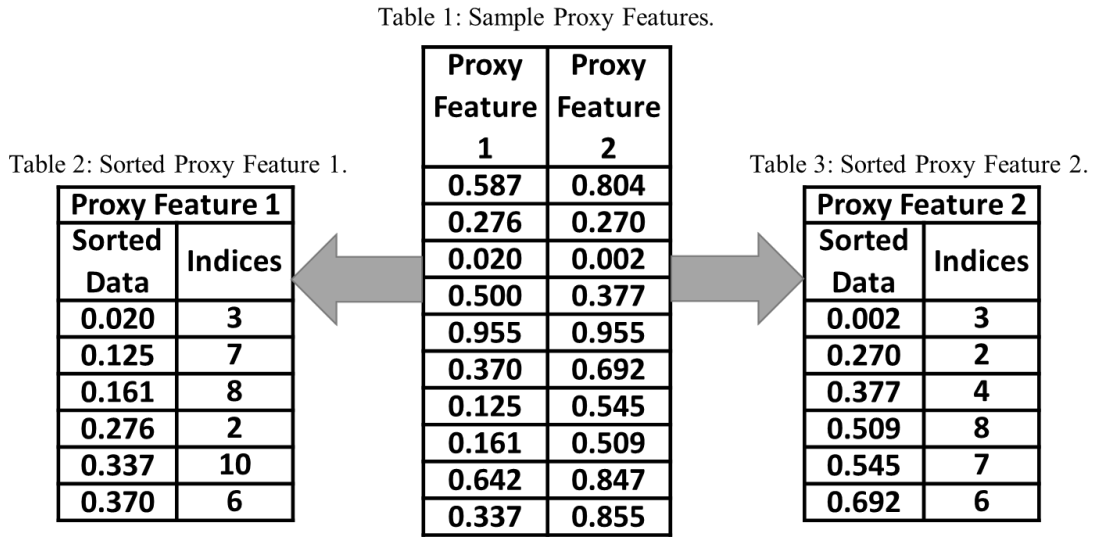 Table 1: Sample Proxy Features.
Proxy Proxy
Feature Feature
1 2
0.587 0.804
0.276 0.270
0.020 0.002
0.500 0.377
0.955 0.955
0.370 0.692
0.125 0.545
0.161 0.509
0.642 0.847
0.337 0.855
Table 2: Sorted Proxy Feature 1.
Proxy Feature 1
Sorted
Data Indices
0.020 3
0.125 7
0.161 8
0.276 2
0.337 10
0.370 6
Table 3: Sorted Proxy Feature 2.
Proxy Feature 2
Sorted
Data Indices
0.002 3
0.270 2
0.377 4
0.509 8
0.545 7
0.692 6